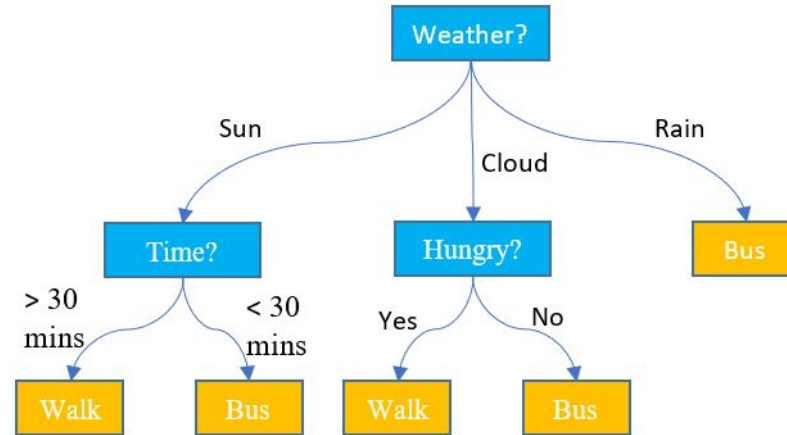 Weather?
Sun
Cloud
Rain
Time?
Hungry?
Bus
> 30
mins
< 30
mins
Yes
No
Walk
Bus
Walk
Bus